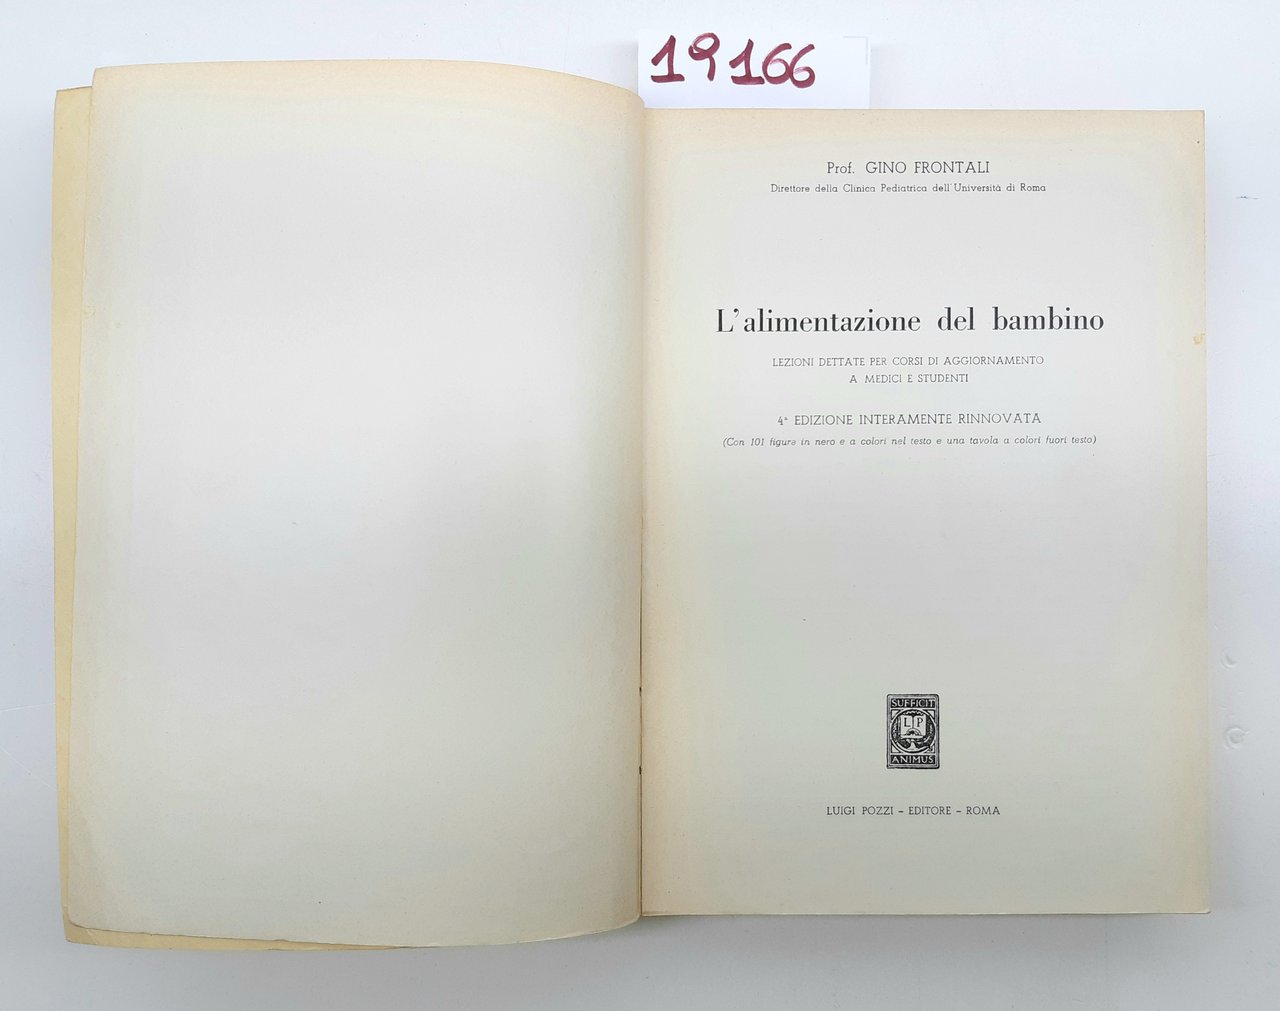 19166
Prof. GINO FRONTALI
Direttore della Clinica Pediatrica dell'Università di Roma
L'alimentazione del bambino
LEZIONI DETTATE PER CORSI DI AGGIORNAMENTO
A MEDICI E STUDENTI
4ª EDIZIONE INTERAMENTE RINNOVATA
(Con 101 figure in nero e a colori nel testo e una tavola a colori fuori testo)
SUFFICIT
L P
ANIMUS
LUIGI POZZI - EDITORE - ROMA